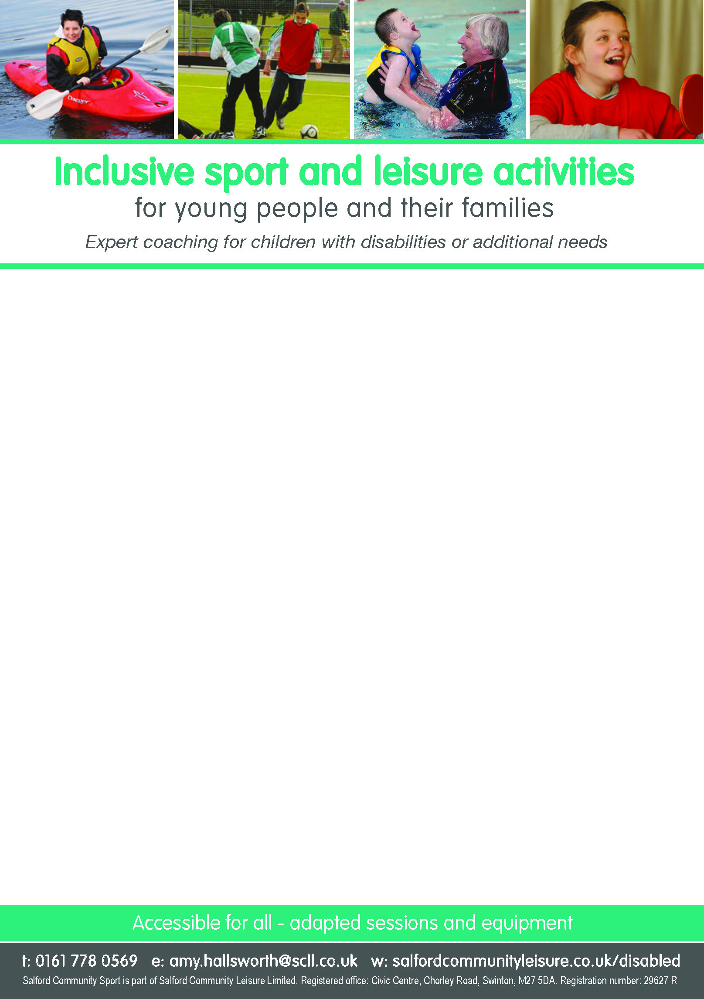 7
Dagger
Inclusive sport and leisure activities
for young people and their families
Expert coaching for children with disabilities or additional needs
Accessible for all - adapted sessions and equipment
t: 0161 778 0569 e: amy.hallsworth@scll.co.uk w: salfordcommunityleisure.co.uk/disabled
Salford Community Sport is part of Salford Community Leisure Limited. Registered office: Civic Centre, Chorley Road, Swinton, M27 5DA. Registration number: 29627 R